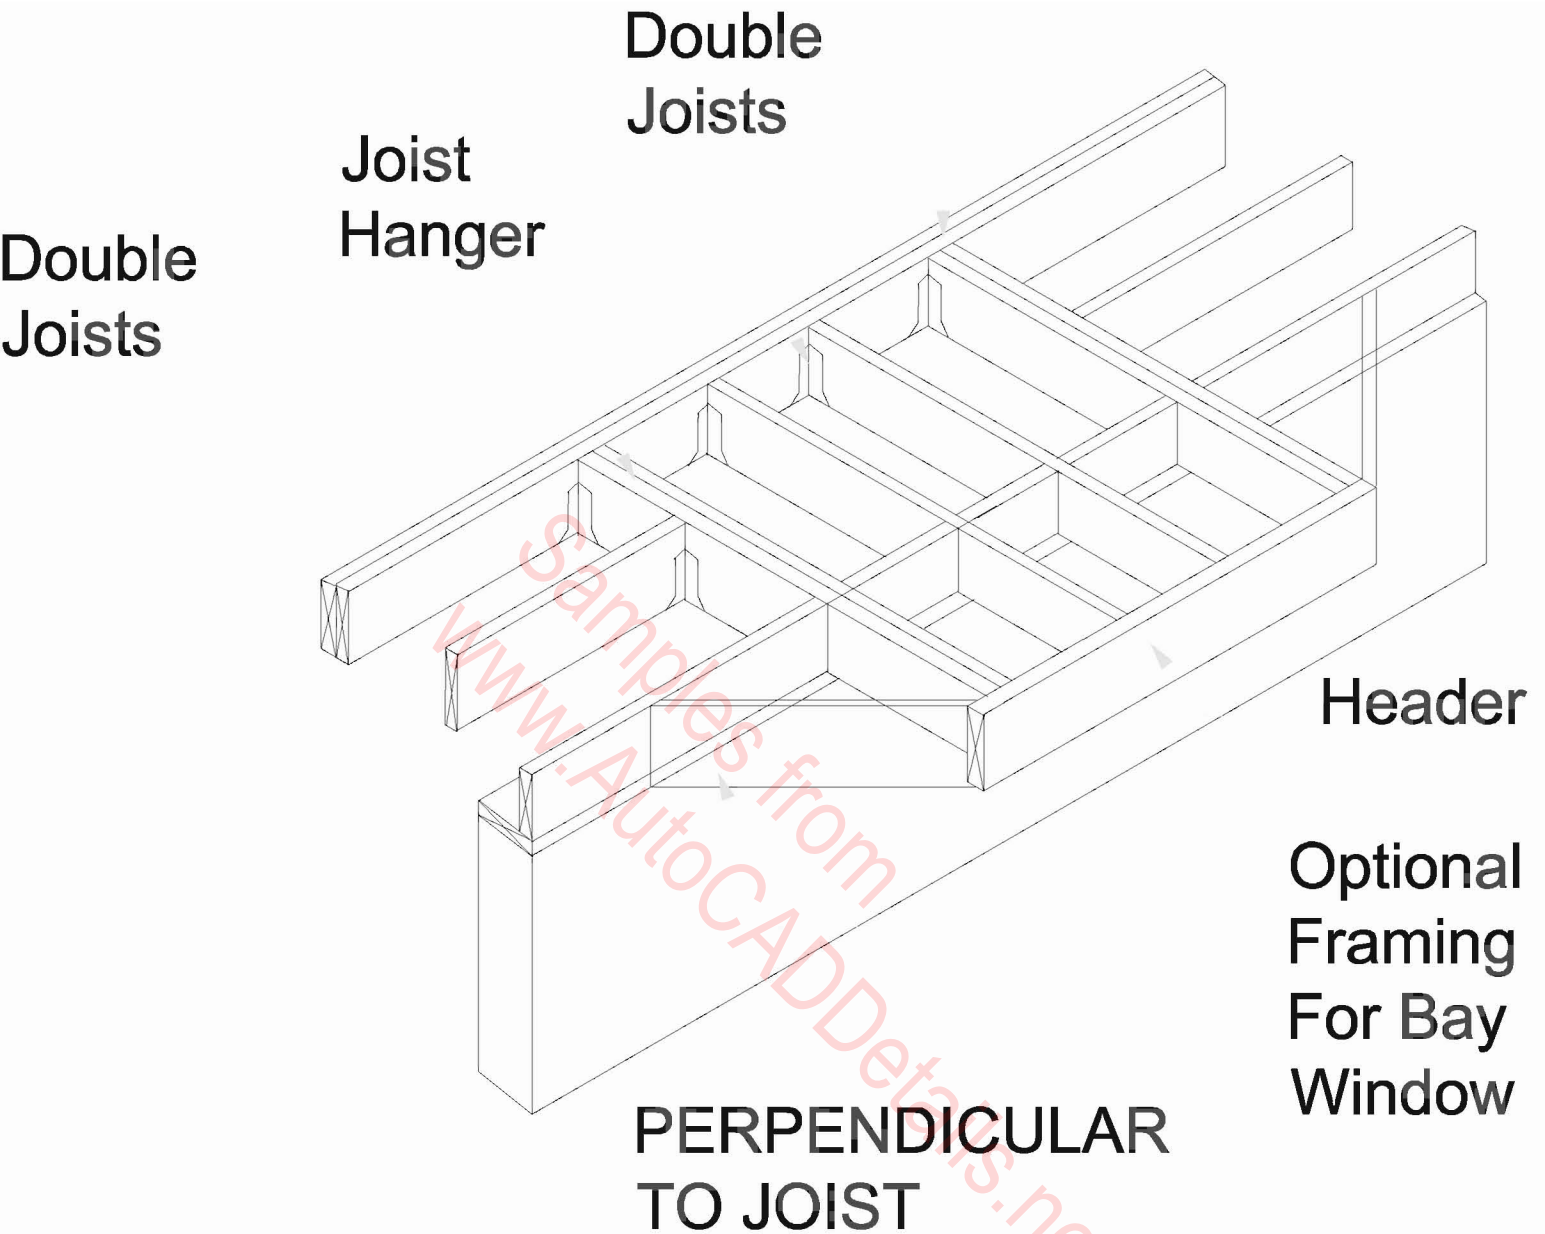 Double
Joists
Joist
Hanger
Double
Joists
Header
Optional
Framing
For Bay
Window
PERPENDICULAR
TO JOIST
Samples from
www.AutoCADDetails.ne